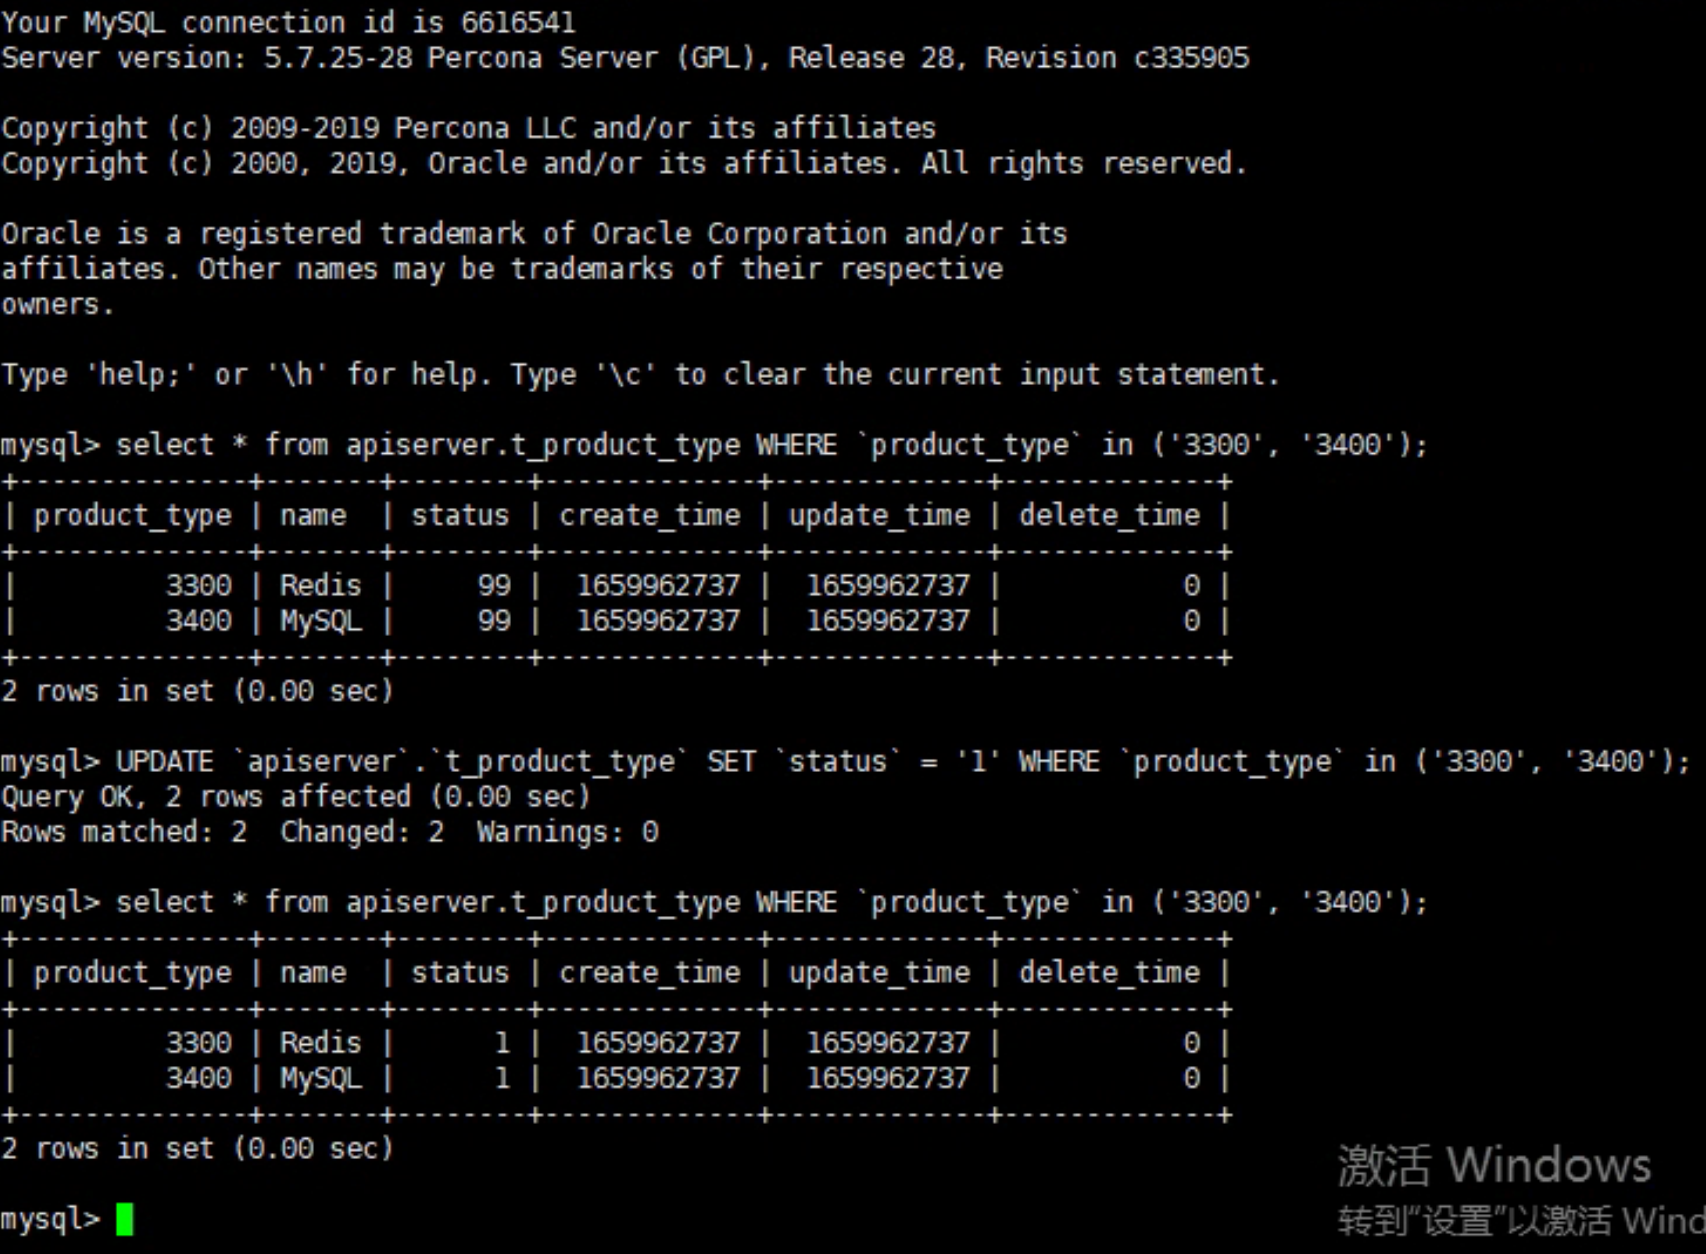 Your MySQL connection id is 6616541
Server version: 5.7.25-28 Percona Server (GPL), Release 28, Revision c335905
Copyright (c) 2009-2019 Percona LLC and/or its affiliates
Copyright (c) 2000, 2019, Oracle and/or its affiliates. All rights reserved.
Oracle is a registered trademark of Oracle Corporation and/or its
affiliates. Other names may be trademarks of their respective
owners.
Type 'help;' or '\h' for help. Type '\c' to clear the current input statement.
mysql> select * from apiserver.t_product_type WHERE `product_type` in ('3300', '3400');
+--------------+-------+--------+-------------+-------------+-------------+
| product_type | name  | status | create_time | update_time | delete_time |
+--------------+-------+--------+-------------+-------------+-------------+
|         3300 | Redis |     99 |  1659962737 |  1659962737 |           0 |
|         3400 | MySQL |     99 |  1659962737 |  1659962737 |           0 |
+--------------+-------+--------+-------------+-------------+-------------+
2 rows in set (0.00 sec)
mysql> UPDATE `apiserver`.`t_product_type` SET `status` = '1' WHERE `product_type` in ('3300', '3400');
Query OK, 2 rows affected (0.00 sec)
Rows matched: 2  Changed: 2  Warnings: 0
mysql> select * from apiserver.t_product_type WHERE `product_type` in ('3300', '3400');
+--------------+-------+--------+-------------+-------------+-------------+
| product_type | name  | status | create_time | update_time | delete_time |
+--------------+-------+--------+-------------+-------------+-------------+
|         3300 | Redis |      1 |  1659962737 |  1659962737 |           0 |
|         3400 | MySQL |      1 |  1659962737 |  1659962737 |           0 |
+--------------+-------+--------+-------------+-------------+-------------+
2 rows in set (0.00 sec)
激活 Windows
mysql>
转到“设置”以激活 Wind